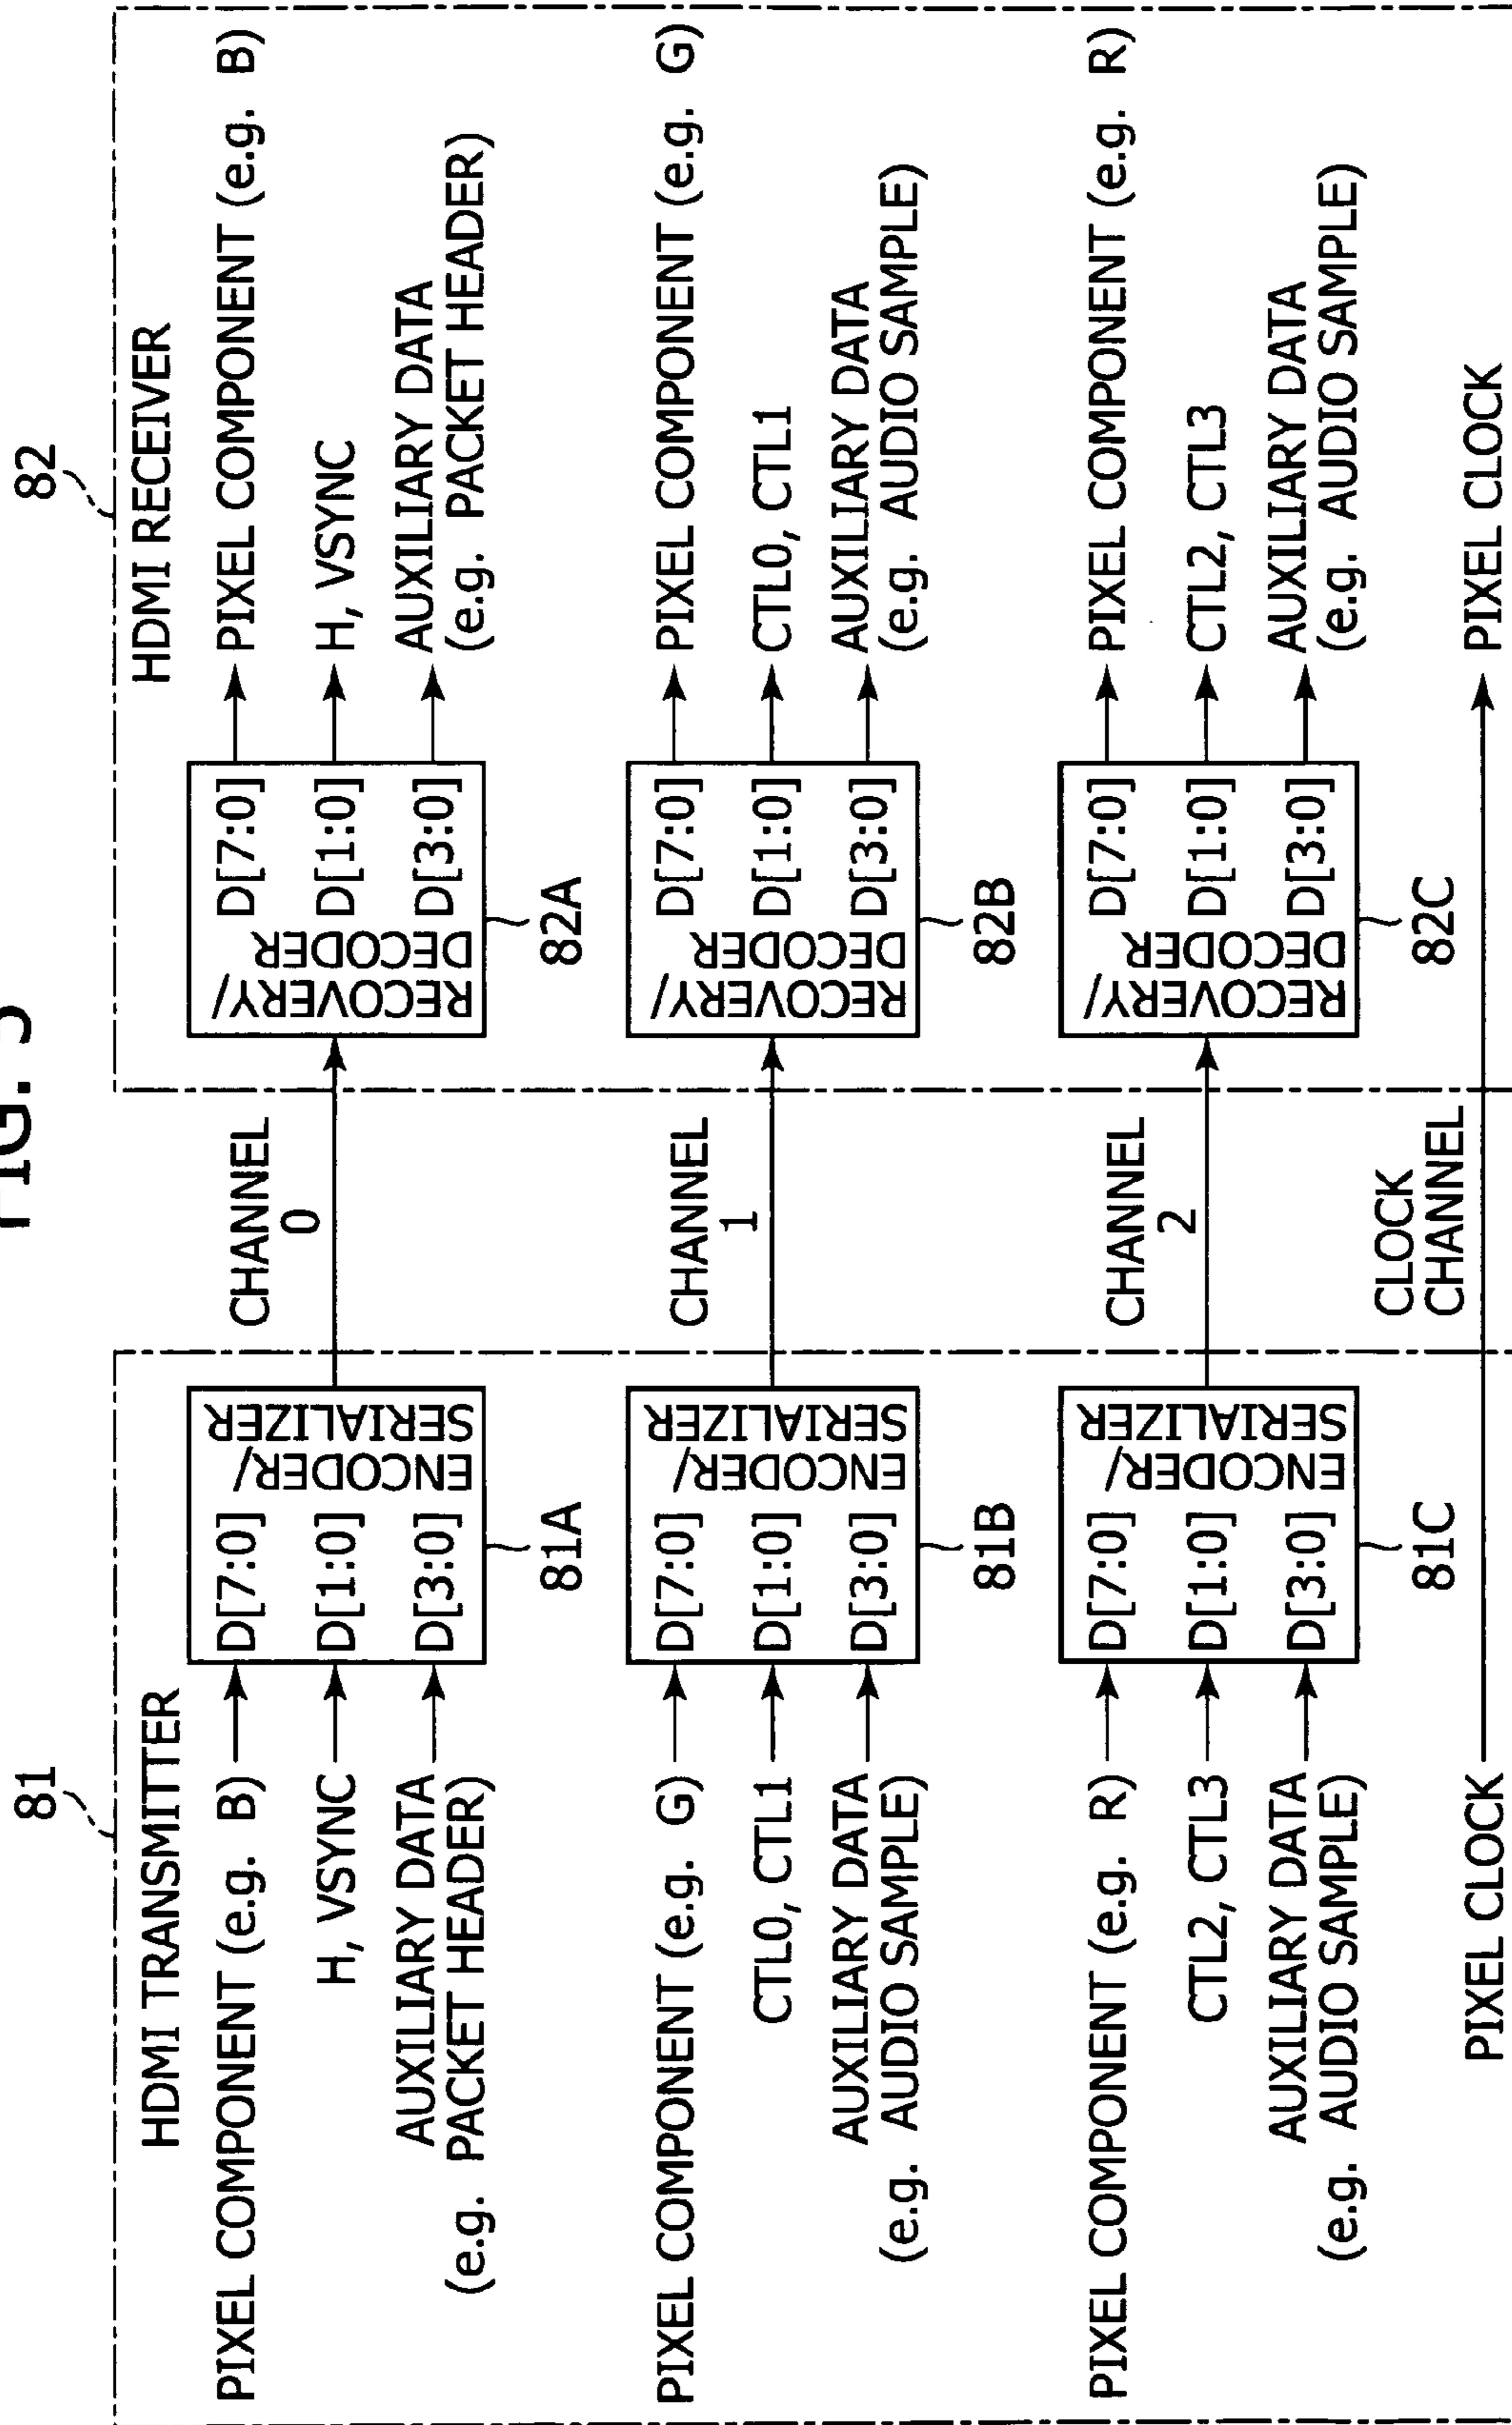 FIG. 3
81
HDMI TRANSMITTER
PIXEL COMPONENT (e.g. B)
H, VSYNC
AUXILIARY DATA
(e.g. PACKET HEADER)
D[7:0]
D[1:0]
D[3:0]
ENCODER/
SERIALIZER
81A
PIXEL COMPONENT (e.g. G)
CTL0, CTL1
AUXILIARY DATA
(e.g. AUDIO SAMPLE)
D[7:0]
D[1:0]
D[3:0]
ENCODER/
SERIALIZER
81B
PIXEL COMPONENT (e.g. R)
CTL2, CTL3
AUXILIARY DATA
(e.g. AUDIO SAMPLE)
D[7:0]
D[1:0]
D[3:0]
ENCODER/
SERIALIZER
81C
PIXEL CLOCK
CHANNEL
0
CHANNEL
1
CHANNEL
2
CLOCK
CHANNEL
82
HDMI RECEIVER
RECOVERY/
DECODER
D[7:0]
D[1:0]
D[3:0]
82A
PIXEL COMPONENT (e.g. B)
H, VSYNC
AUXILIARY DATA
(e.g. PACKET HEADER)
RECOVERY/
DECODER
D[7:0]
D[1:0]
D[3:0]
82B
PIXEL COMPONENT (e.g. G)
CTL0, CTL1
AUXILIARY DATA
(e.g. AUDIO SAMPLE)
RECOVERY/
DECODER
D[7:0]
D[1:0]
D[3:0]
82C
PIXEL COMPONENT (e.g. R)
CTL2, CTL3
AUXILIARY DATA
(e.g. AUDIO SAMPLE)
PIXEL CLOCK